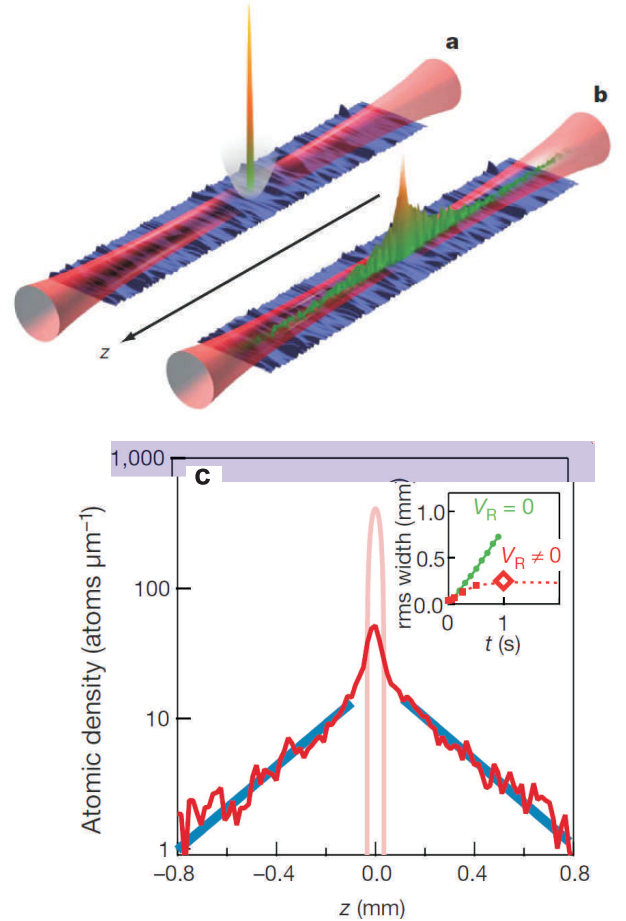 a
b
z
1,000
c
100
10
1
Atomic density (atoms μm⁻¹)
−0.8
−0.4
0.0
0.4
0.8
z (mm)
rms width (mm)
1.0
0.5
0.0
V_R = 0
V_R ≠ 0
0
1
t (s)